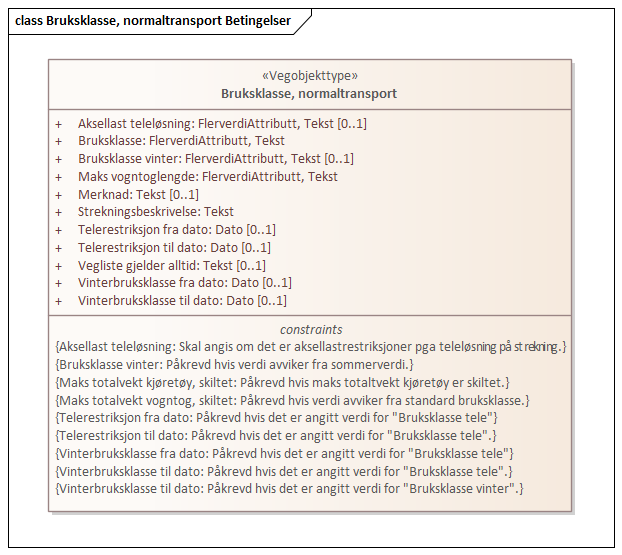 class Bruksklasse, normaltransport Betingelser
«Vegobjekttype»
Bruksklasse, normaltransport
+ Aksellast teleløsning: FlerverdiAttributt, Tekst [0..1]
+ Bruksklasse: FlerverdiAttributt, Tekst
+ Bruksklasse vinter: FlerverdiAttributt, Tekst [0..1]
+ Maks vogntoglengde: FlerverdiAttributt, Tekst
+ Merknad: Tekst [0..1]
+ Strekningsbeskrivelse: Tekst
+ Telerestriksjon fra dato: Dato [0..1]
+ Telerestriksjon til dato: Dato [0..1]
+ Vegliste gjelder alltid: Tekst [0..1]
+ Vinterbruksklasse fra dato: Dato [0..1]
+ Vinterbruksklasse til dato: Dato [0..1]
constraints
{Aksellast teleløsning: Skal angis om det er aksellastrestriksjoner pga teleløsning på strekning.}
{Bruksklasse vinter: Påkrevd hvis verdi avviker fra sommerverdi.}
{Maks totalvekt kjøretøy, skiltet: Påkrevd hvis maks totaltvekt kjøretøy er skiltet.}
{Maks totalvekt vogntog, skiltet: Påkrevd hvis verdi avviker fra standard bruksklasse.}
{Telerestriksjon fra dato: Påkrevd hvis det er angitt verdi for "Bruksklasse tele"}
{Telerestriksjon til dato: Påkrevd hvis det er angitt verdi for "Bruksklasse tele".}
{Vinterbruksklasse fra dato: Påkrevd hvis det er angitt verdi for "Bruksklasse tele"}
{Vinterbruksklasse til dato: Påkrevd hvis det er angitt verdi for "Bruksklasse tele".}
{Vinterbruksklasse til dato: Påkrevd hvis det er angitt verdi for "Bruksklasse vinter".}